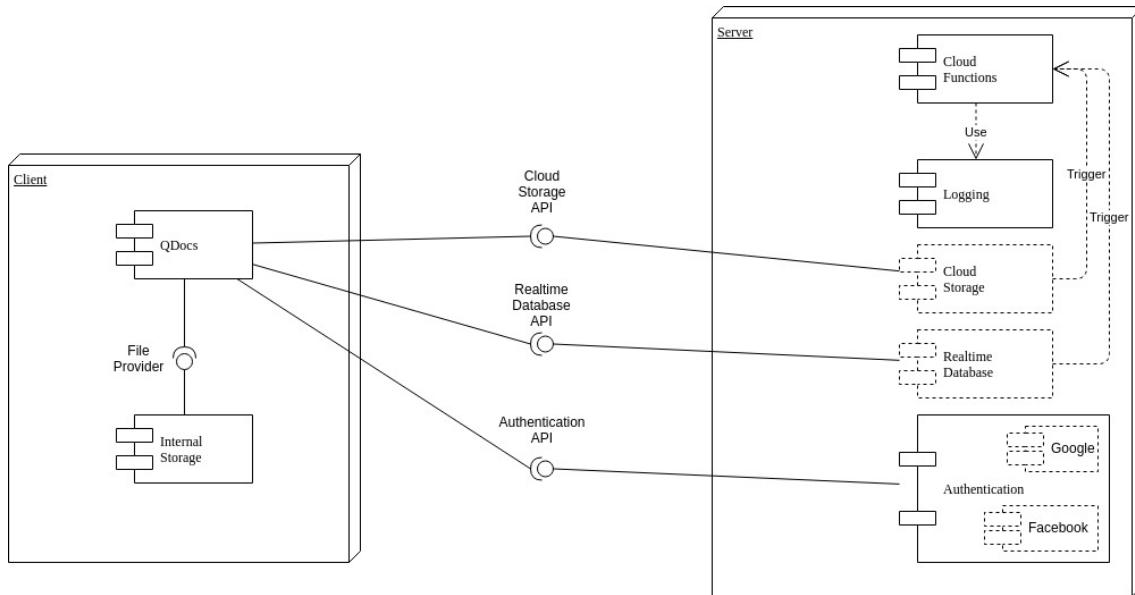 Server
Cloud
Functions
Use
Trigger
Logging
Trigger
Client
QDocs
Cloud
Storage
API
Cloud
Storage
Realtime
Database
API
File
Provider
Realtime
Database
Internal
Storage
Authentication
API
Google
Authentication
Facebook